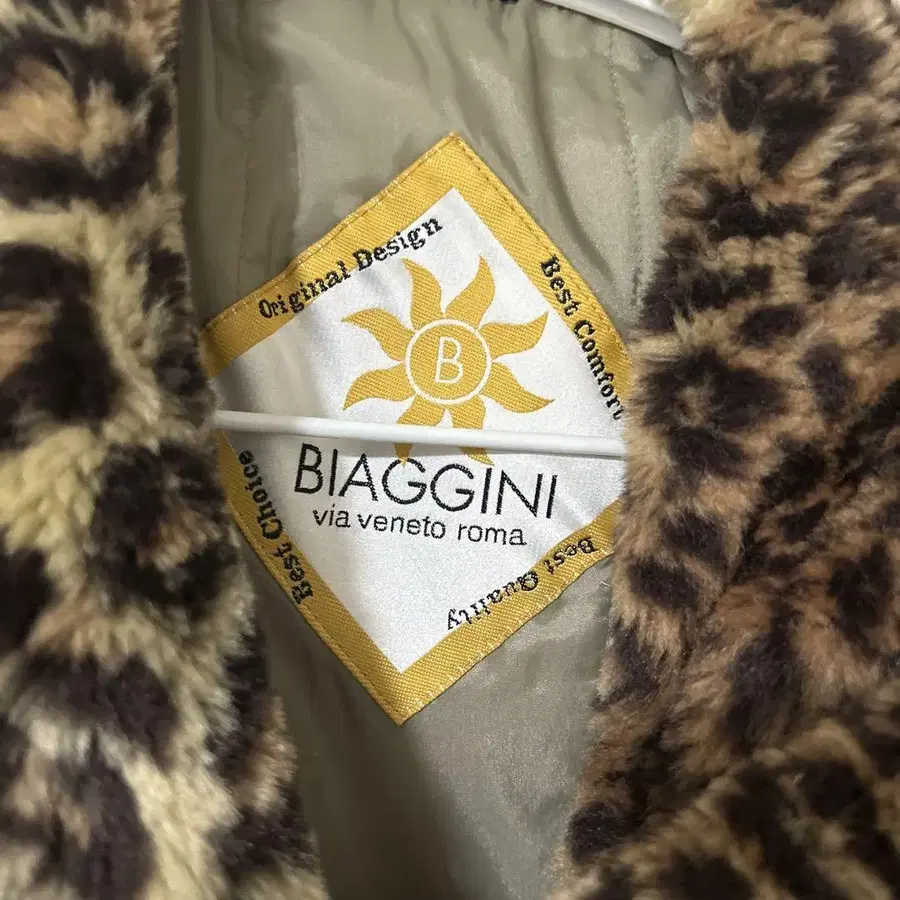 Original Design
Best Comfort
B
BIAGGINI
via veneto roma
Best Choice
Best Quality